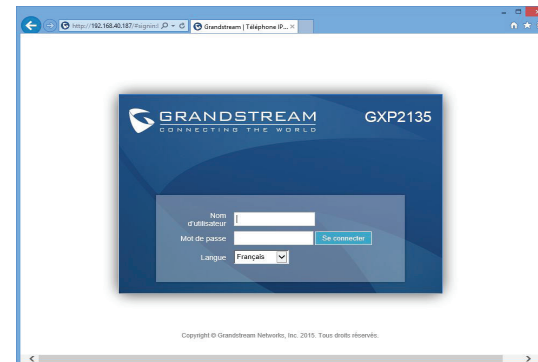 http://192.168.40.187/#signin:l
Grandstream | Téléphone IP...
GRANDSTREAM
CONNECTING THE WORLD
GXP2135
Nom
d'utilisateur
Mot de passe
Se connecter
Langue
Français
Copyright © Grandstream Networks, Inc. 2015. Tous droits réservés.